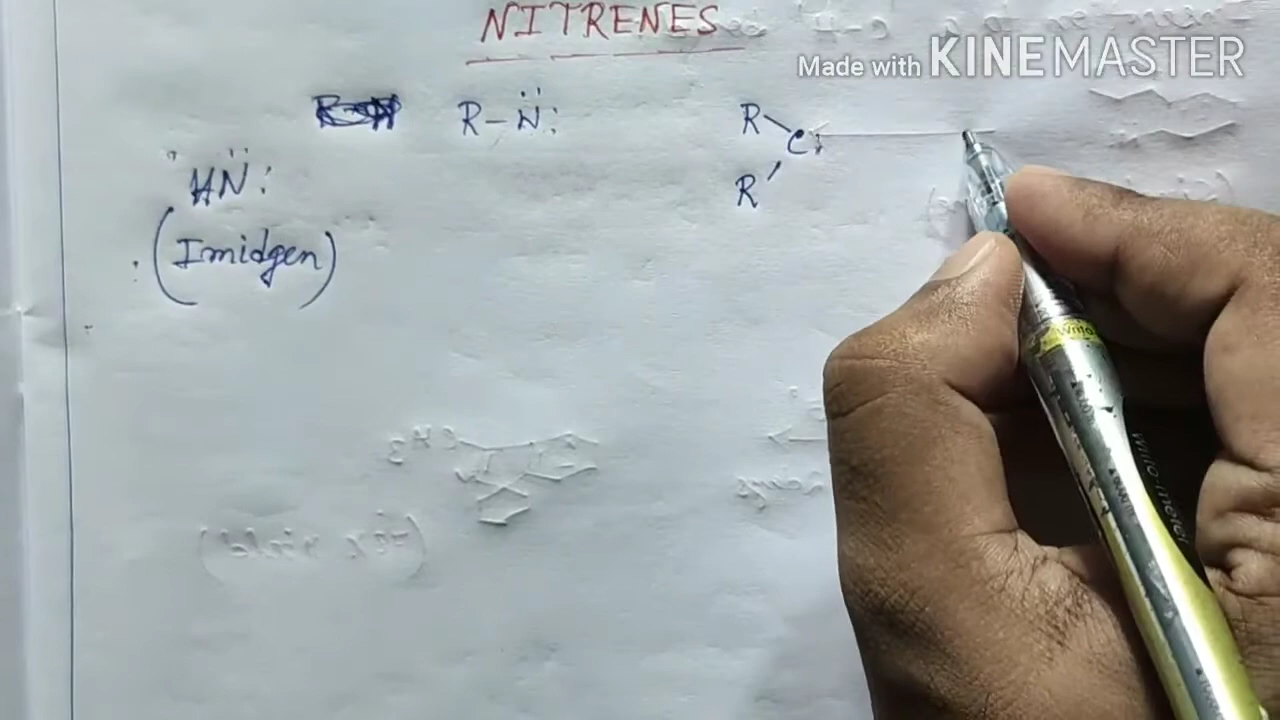 NITRENES
Made with KINEMASTER
R-N̈:
R
C:
R'
HN̈:
(Imidgen)